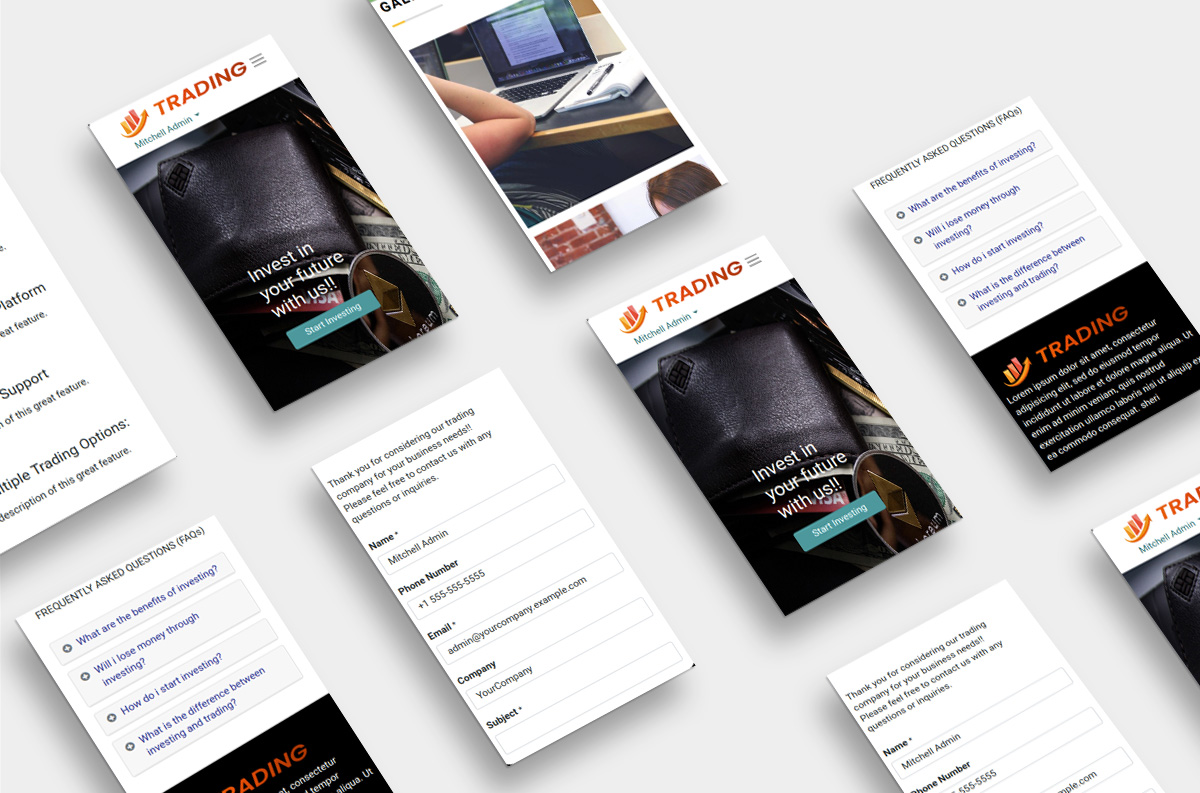 GAL
TRADING
Mitchell Admin
Invest in
your future
with us!!
Start Investing
Platform
eat feature.
Support
n of this great feature.
ltiple Trading Options:
description of this great feature.
FREQUENTLY ASKED QUESTIONS (FAQs)
What are the benefits of investing?
Will i lose money through
investing?
How do i start investing?
What is the difference between
investing and trading?
TRADING
Lorem ipsum dolor sit amet, consectetur
adipisicing elit, sed do eiusmod tempor
incididunt ut labore et dolore magna aliqua. Ut
enim ad minim veniam, quis nostrud
exercitation ullamco laboris nisi ut aliquip e
ea commodo consequat. sheri
TRADING
Mitchell Admin
Invest in
your future
with us!!
Start Investing
Thank you for considering our trading
company for your business needs!!
Please feel free to contact us with any
questions or inquiries.
Name *
Mitchell Admin
Phone Number
+1 555-555-5555
Email *
admin@yourcompany.example.com
Company
YourCompany
Subject *
FREQUENTLY ASKED QUESTIONS (FAQs)
What are the benefits of investing?
Will i lose money through
investing?
How do i start investing?
What is the difference between
investing and trading?
RADING
consectetur
tempor
aliqua. Ut
TRA
Mitchell Admin
Thank you for considering our trading
company for your business needs!!
Please feel free to contact us with any
questions or inquiries.
Name *
Mitchell Admin
Phone Number
555-5555
example.com